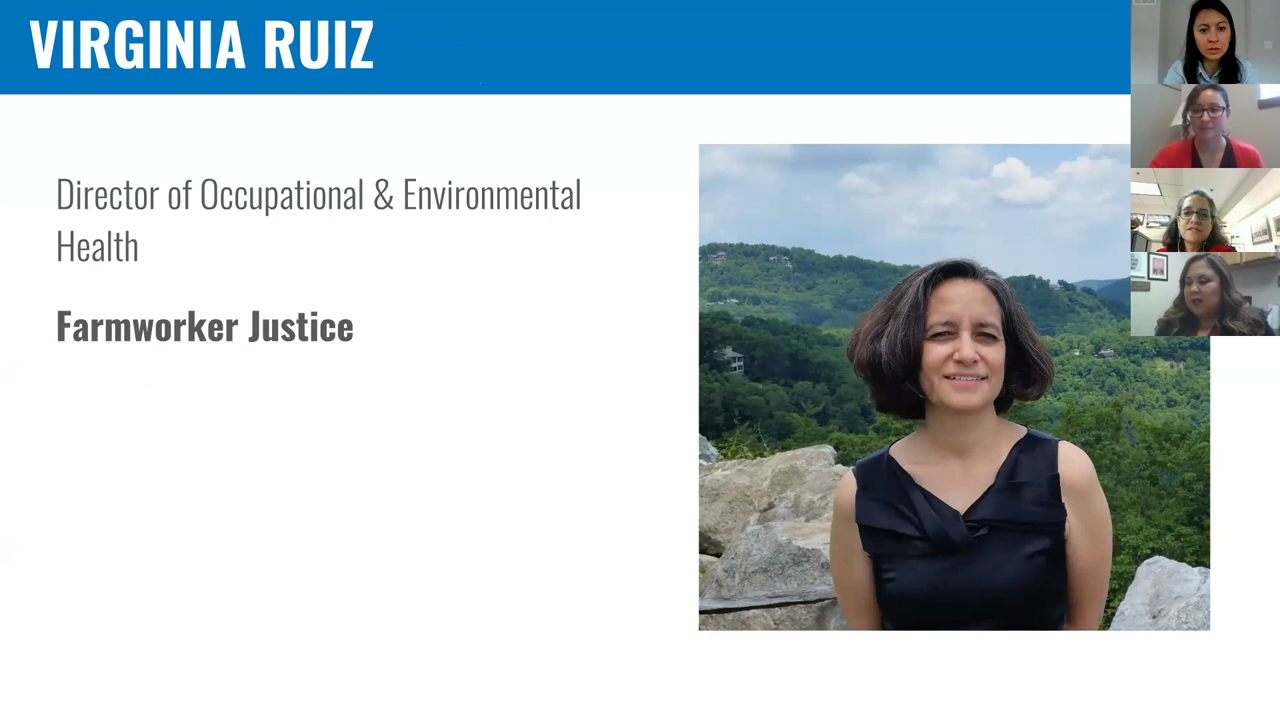 VIRGINIA RUIZ
Director of Occupational & Environmental
Health
Farmworker Justice